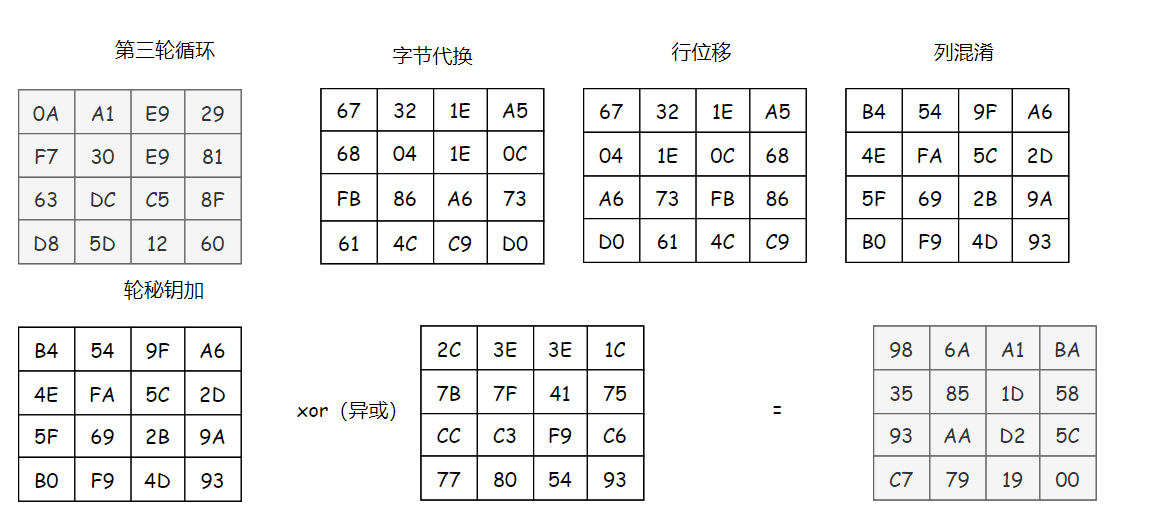 第三轮循环 字节代换 行位移 列混淆
0A A1 E9 29 67 32 1E A5 67 32 1E A5 B4 54 9F A6
F7 30 E9 81 68 04 1E 0C 04 1E 0C 68 4E FA 5C 2D
63 DC C5 8F FB 86 A6 73 A6 73 FB 86 5F 69 2B 9A
D8 5D 12 60 61 4C C9 D0 D0 61 4C C9 B0 F9 4D 93
轮秘钥加
B4 54 9F A6 2C 3E 3E 1C 98 6A A1 BA
4E FA 5C 2D 7B 7F 41 75 35 85 1D 58
xor（异或） =
5F 69 2B 9A CC C3 F9 C6 93 AA D2 5C
B0 F9 4D 93 77 80 54 93 C7 79 19 00